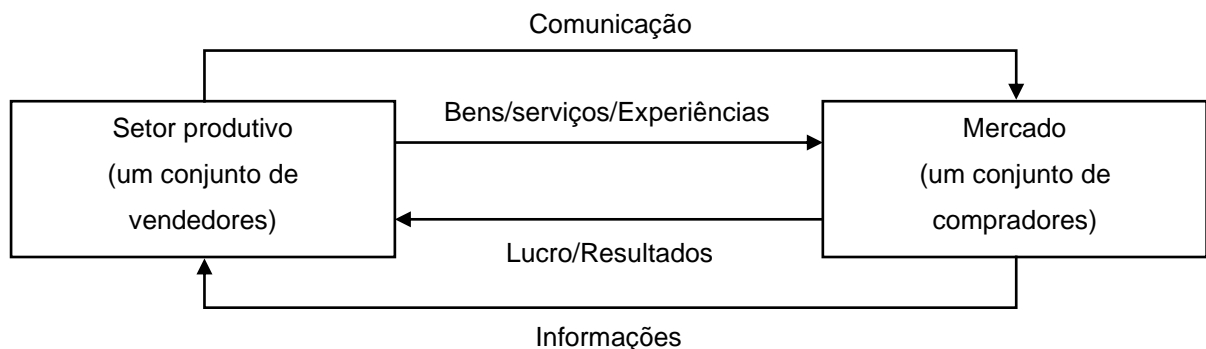 Comunicação
Bens/serviços/Experiências
Setor produtivo
(um conjunto de
vendedores)
Mercado
(um conjunto de
compradores)
Lucro/Resultados
Informações